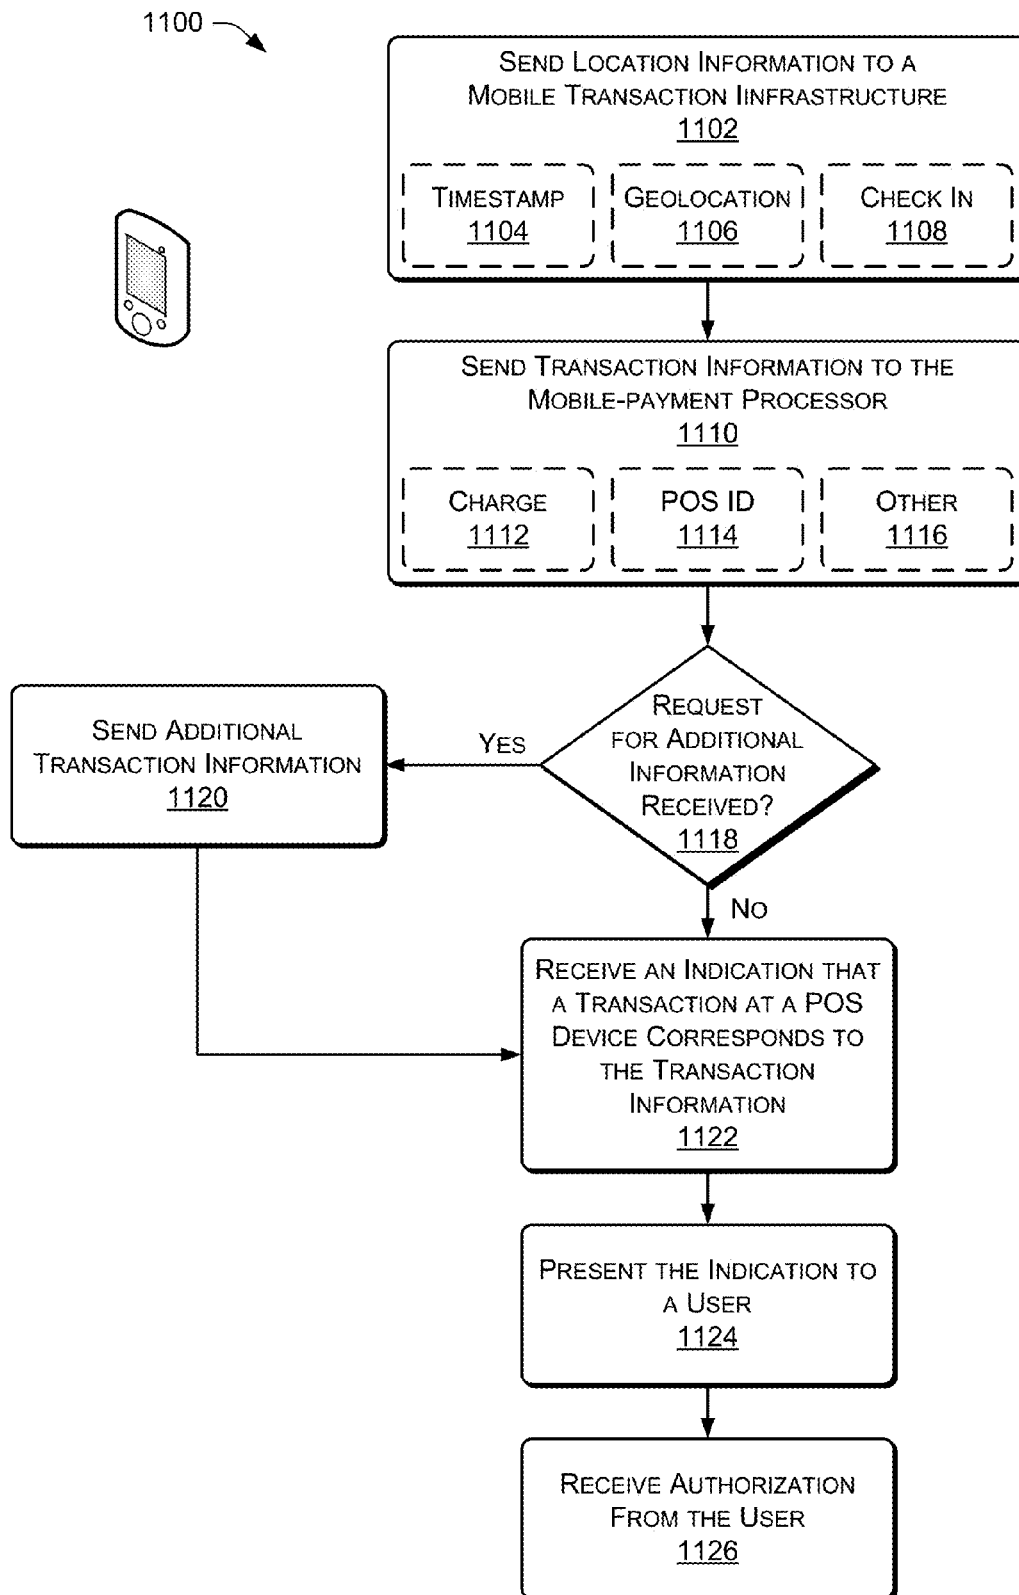 1100
SEND LOCATION INFORMATION TO A
MOBILE TRANSACTION IINFRASTRUCTURE
1102
TIMESTAMP
1104
GEOLOCATION
1106
CHECK IN
1108
SEND TRANSACTION INFORMATION TO THE
MOBILE-PAYMENT PROCESSOR
1110
CHARGE
1112
POS ID
1114
OTHER
1116
REQUEST
FOR ADDITIONAL
INFORMATION
RECEIVED?
1118
YES
SEND ADDITIONAL
TRANSACTION INFORMATION
1120
NO
RECEIVE AN INDICATION THAT
A TRANSACTION AT A POS
DEVICE CORRESPONDS TO
THE TRANSACTION
INFORMATION
1122
PRESENT THE INDICATION TO
A USER
1124
RECEIVE AUTHORIZATION
FROM THE USER
1126